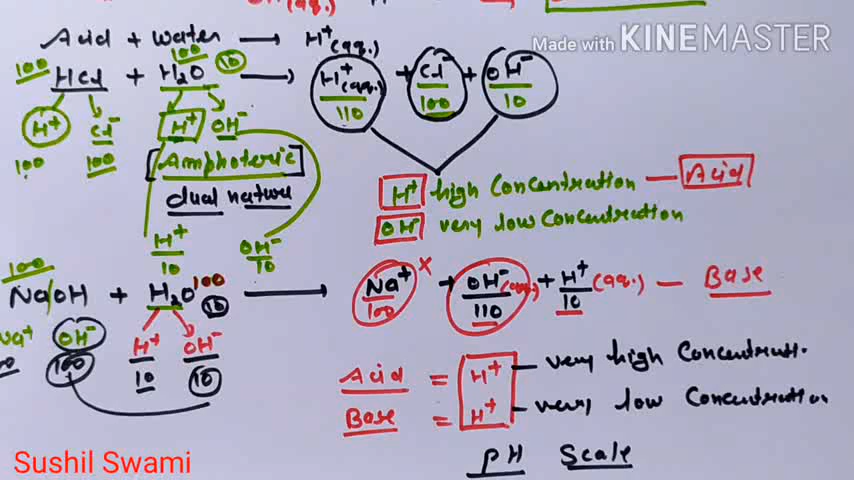 OH⁻(aq.) H
Made with KINEMASTER
Acid + water → H⁺(aq.)
100 HCl + 100 H₂O 10 → H⁺(aq.) 110 + Cl⁻ 100 + OH⁻ 10
H⁺ 100 Cl⁻ 100 H⁺ OH⁻
[Amphoteric]
dual nature
H⁺ high Concentration — Acid
OH⁻ very low concentration
H⁺ 10 OH⁻ 10
100 NaOH + H₂O 100 10 → Na⁺ 100 x + OH⁻(aq.) 110 + H⁺ 10 (aq.) — Base
Na⁺ OH⁻ 100 H⁺ 10 OH⁻ 10
Acid = H⁺ — very high Concentrati.
Base = H⁺ — very low Concentration
pH Scale
Sushil Swami